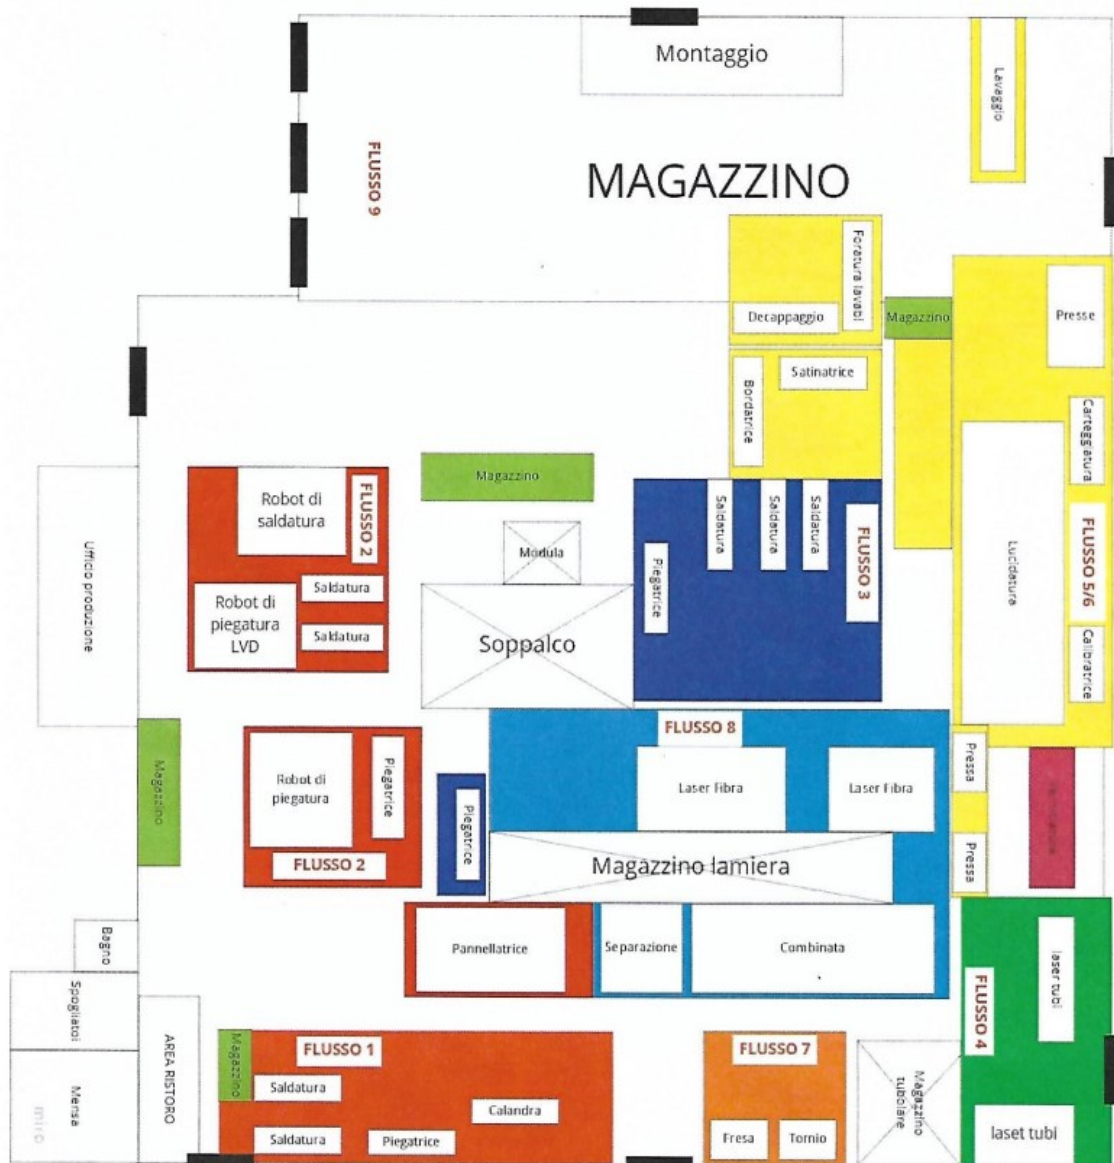 Montaggio
Lavaggio
FLUSSO 9
MAGAZZINO
Foratura lavabi
Decappaggio
Magazzino
Presse
Satinatrice
Bordatrice
Carteggiatura
Magazzino
Robot di
saldatura
FLUSSO 2
Saldatura
Saldatura
Saldatura
FLUSSO 3
Lucidatura
FLUSSO 5/6
Modula
Piegatrice
Ufficio produzione
Saldatura
Robot di
piegatura
LVD
Saldatura
Soppalco
Calibratrice
FLUSSO 8
Magazzino
Robot di
piegatura
Piegatrice
FLUSSO 2
Piegatrice
Laser Fibra
Laser Fibra
Pressa
Magazzino lamiera
Pressa
Bagno
Pannellatrice
Separazione
Combinata
laser tubi
FLUSSO 4
Spogliatoi
AREA RISTORO
Magazzino
FLUSSO 1
FLUSSO 7
Magazzino
tubolare
Mensa
miro
Saldatura
Calandra
Saldatura
Piegatrice
Fresa
Tornio
laset tubi